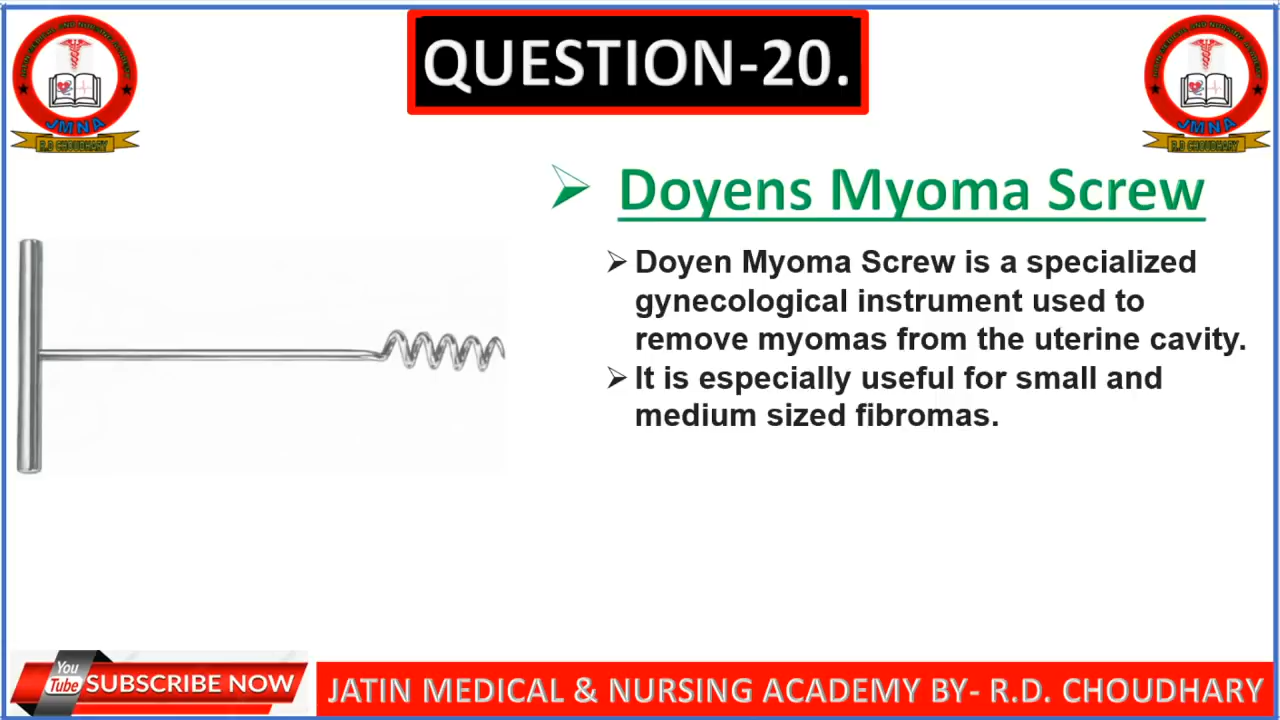 QUESTION-20.
JMNA
R.D CHOUDHARY
JMNA
R.D CHOUDHARY
➢ Doyens Myoma Screw
➢ Doyen Myoma Screw is a specialized
gynecological instrument used to
remove myomas from the uterine cavity.
➢ It is especially useful for small and
medium sized fibromas.
You
Tube
SUBSCRIBE NOW
JATIN MEDICAL & NURSING ACADEMY BY- R.D. CHOUDHARY